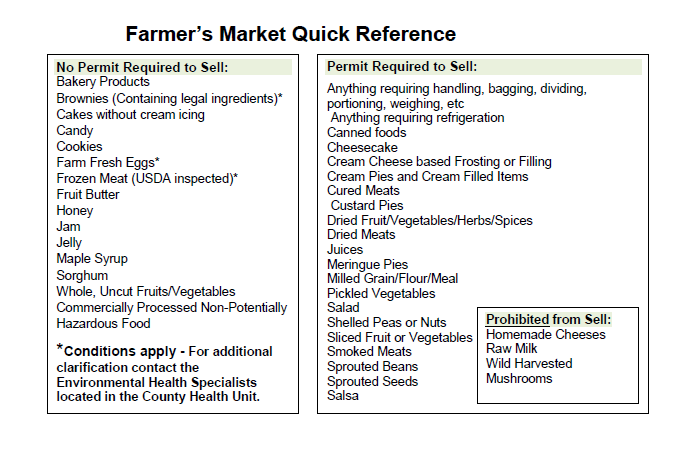 Farmer's Market Quick Reference
No Permit Required to Sell:
Bakery Products
Brownies (Containing legal ingredients)*
Cakes without cream icing
Candy
Cookies
Farm Fresh Eggs*
Frozen Meat (USDA inspected)*
Fruit Butter
Honey
Jam
Jelly
Maple Syrup
Sorghum
Whole, Uncut Fruits/Vegetables
Commercially Processed Non-Potentially
Hazardous Food
*Conditions apply - For additional
clarification contact the
Environmental Health Specialists
located in the County Health Unit.
Permit Required to Sell:
Anything requiring handling, bagging, dividing,
portioning, weighing, etc
Anything requiring refrigeration
Canned foods
Cheesecake
Cream Cheese based Frosting or Filling
Cream Pies and Cream Filled Items
Cured Meats
Custard Pies
Dried Fruit/Vegetables/Herbs/Spices
Dried Meats
Juices
Meringue Pies
Milled Grain/Flour/Meal
Pickled Vegetables
Salad
Shelled Peas or Nuts
Sliced Fruit or Vegetables
Smoked Meats
Sprouted Beans
Sprouted Seeds
Salsa
Prohibited from Sell:
Homemade Cheeses
Raw Milk
Wild Harvested
Mushrooms